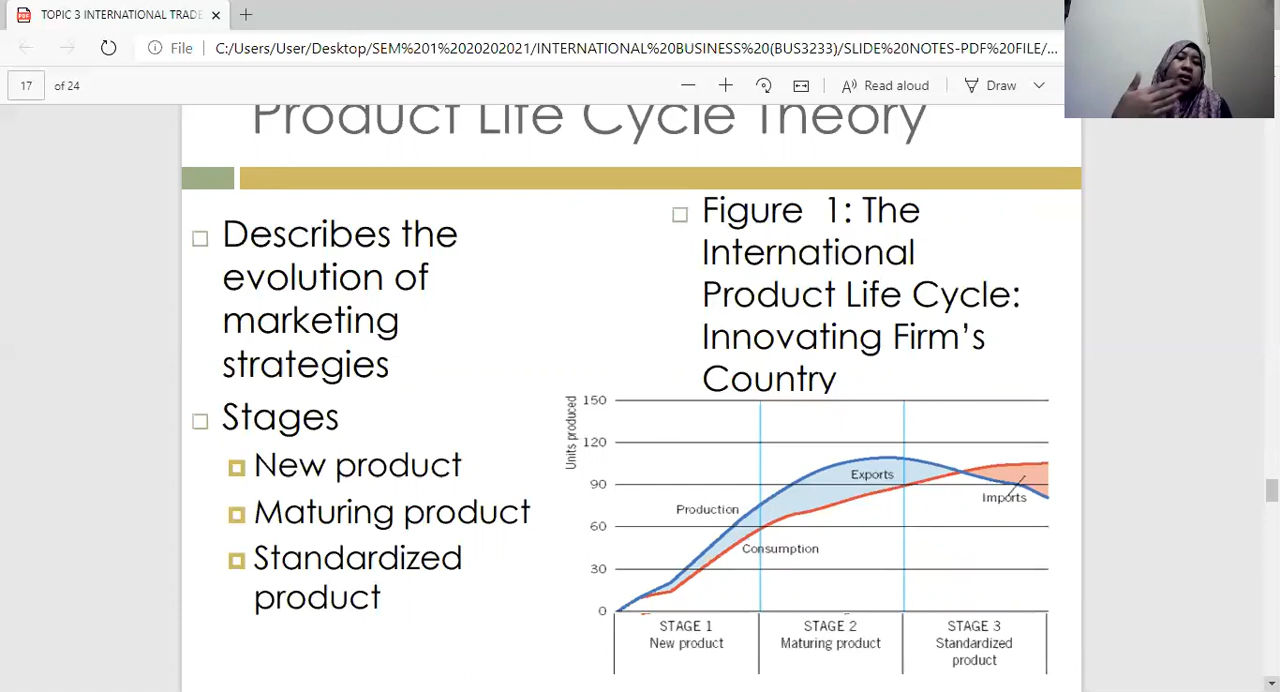 TOPIC 3 INTERNATIONAL TRADE
File
C:/Users/User/Desktop/SEM%201%2020202021/INTERNATIONAL%20BUSINESS%20(BUS3233)/SLIDE%20NOTES-PDF%20FILE/...
17
of 24
Read aloud
Draw
Product Life Cycle Theory
Describes the
evolution of
marketing
strategies
Stages
New product
Maturing product
Standardized
product
Figure 1: The
International
Product Life Cycle:
Innovating Firm’s
Country
Units produced
150
120
90
60
30
0
Exports
Imports
Production
Consumption
STAGE 1
New product
STAGE 2
Maturing product
STAGE 3
Standardized
product